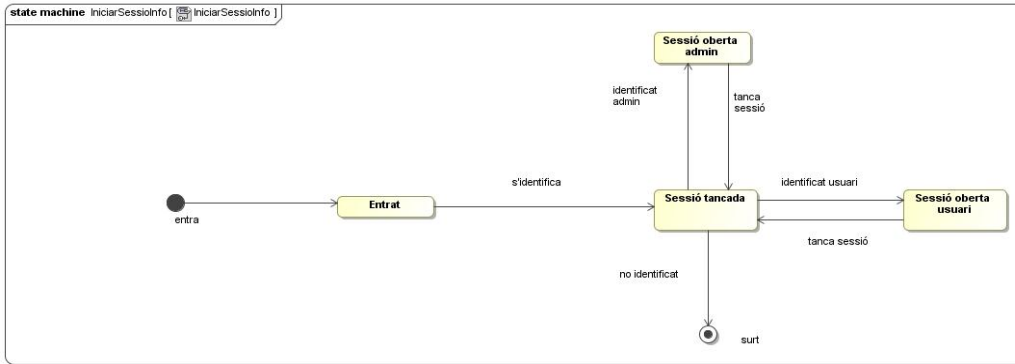 state machine IniciarSessioInfo [ IniciarSessioInfo ]
Sessió oberta
admin
identificat
admin
tanca
sessió
s'identifica
identificat usuari
entra
Entrat
Sessió tancada
Sessió oberta
usuari
tanca sessió
no identificat
surt